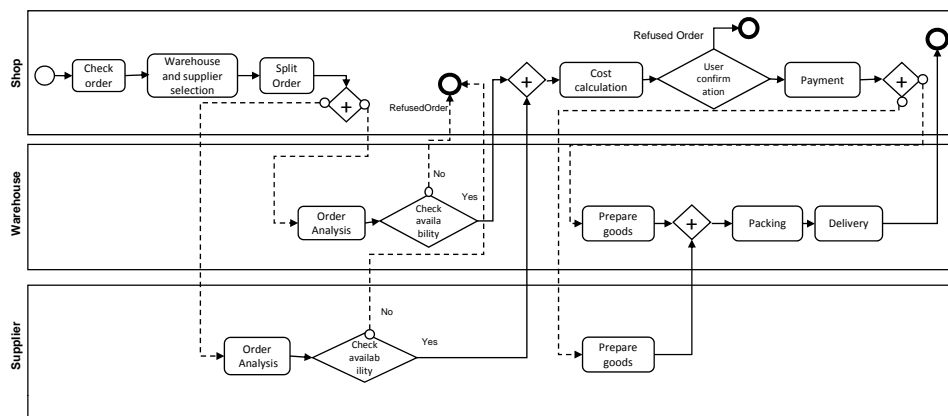 Shop
Check
order
Warehouse
and supplier
selection
Split
Order
+
RefusedOrder
+
Cost
calculation
Refused Order
User
confirm
ation
Payment
+
Warehouse
Order
Analysis
No
Check
availa
bility
Yes
Prepare
goods
+
Packing
Delivery
Supplier
Order
Analysis
No
Check
availab
ility
Yes
Prepare
goods